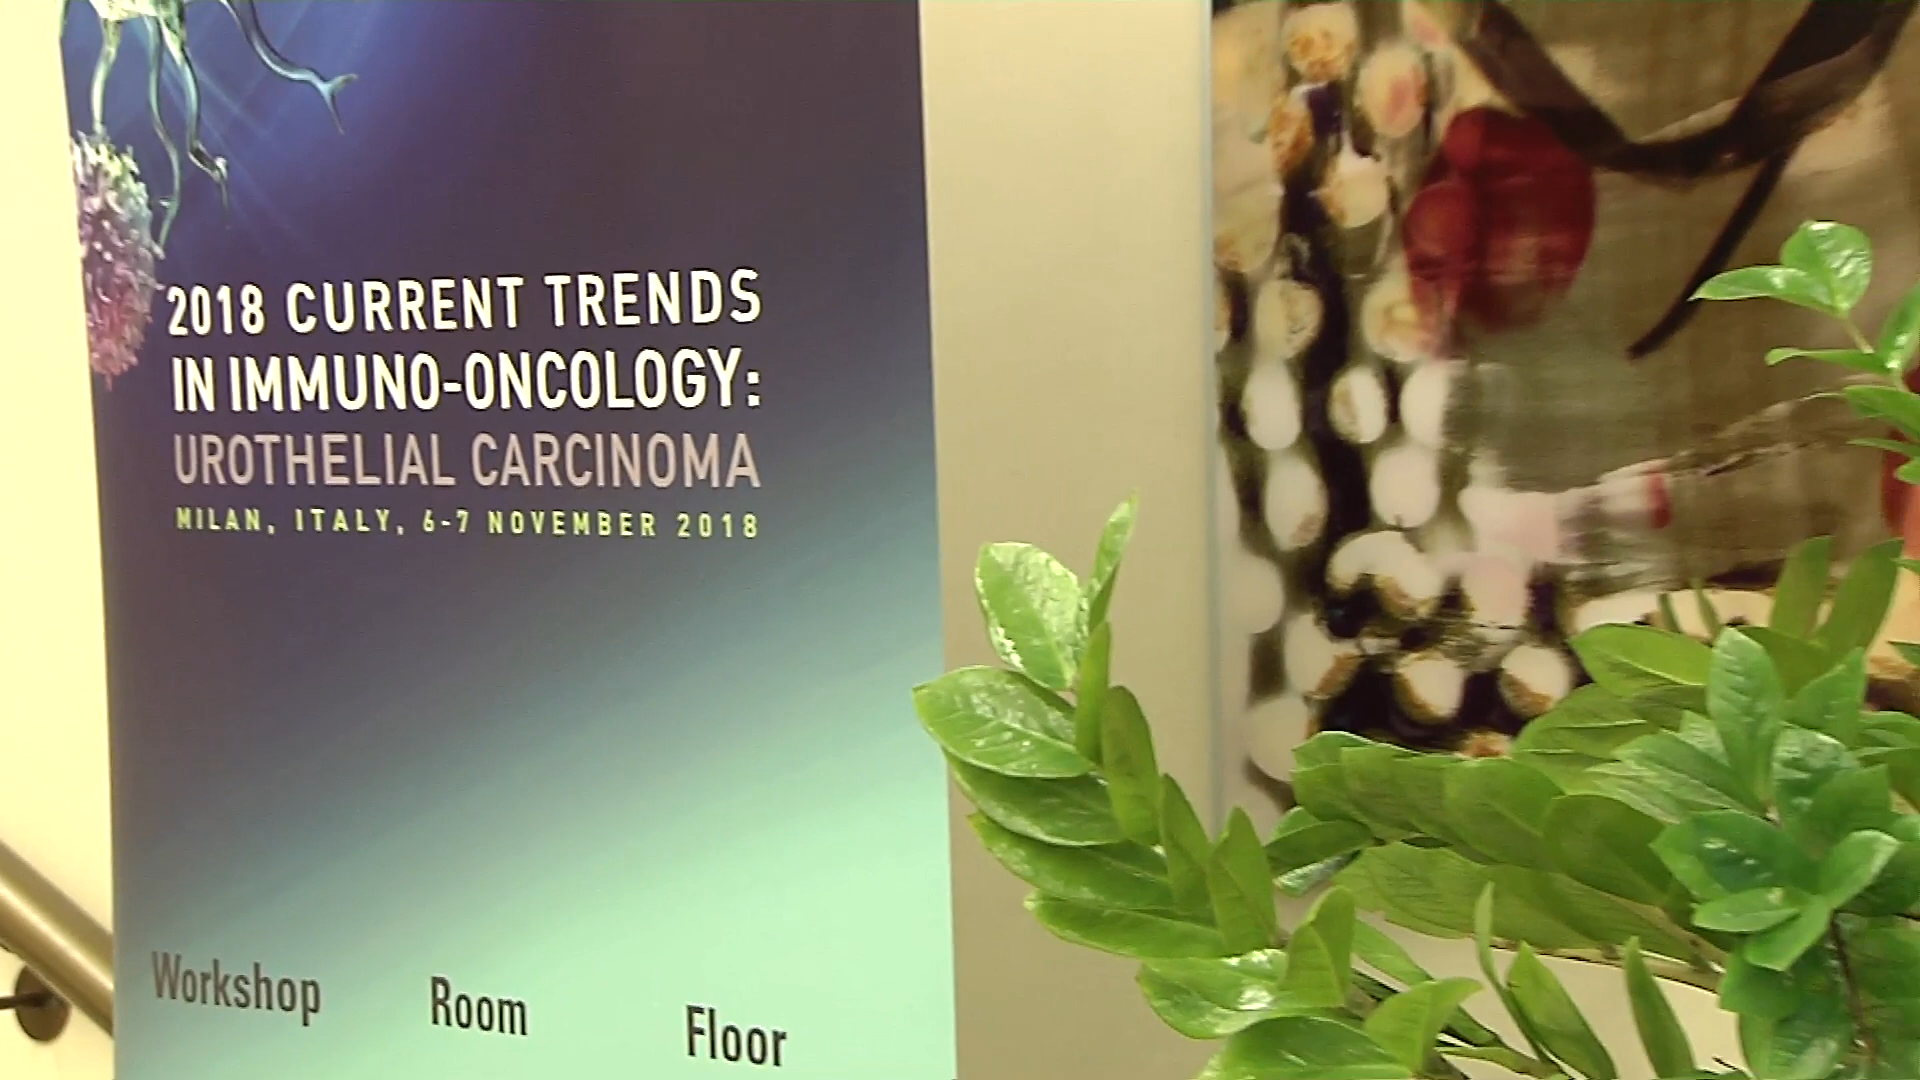 2018 CURRENT TRENDS
IN IMMUNO-ONCOLOGY:
UROTHELIAL CARCINOMA
MILAN, ITALY, 6-7 NOVEMBER 2018
Workshop Room Floor